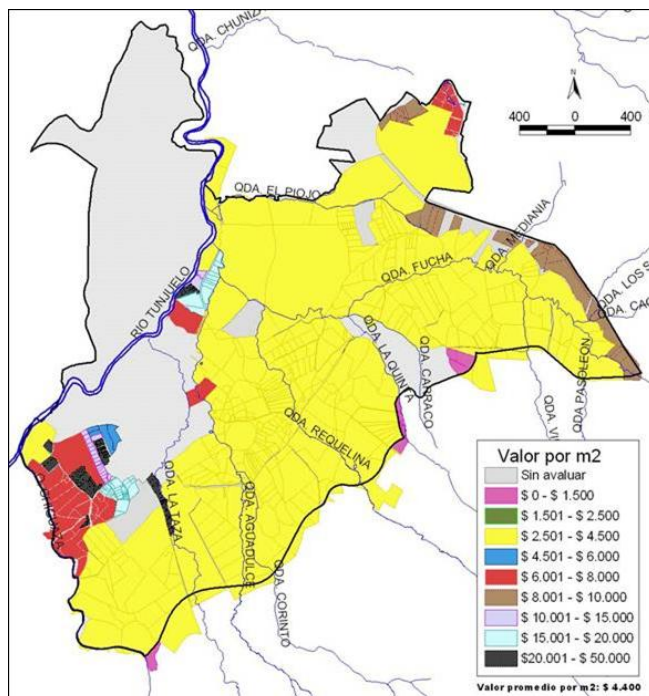 QDA. CHUNIZA
N
400 0 400
QDA. EL PIOJO
QDA. MEDIANIA
QDA. FUCHA
QDA. LOS S
QDA. CAC
RIO TUNJUELO
QDA. LA QUINTA
QDA. CARRACO
QDA. PASOLEON
QDA. VI
QDA. REQUELINA
QDA. LA TAZA
QDA. AGUADULCE
QDA. CORINTO
Valor por m2
Sin avaluar
$ 0 - $ 1.500
$ 1.501 - $ 2.500
$ 2.501 - $ 4.500
$ 4.501 - $ 6.000
$ 6.001 - $ 8.000
$ 8.001 - $ 10.000
$ 10.001 - $ 15.000
$ 15.001 - $ 20.000
$20.001 - $ 50.000
Valor promedio por m2: $ 4.400